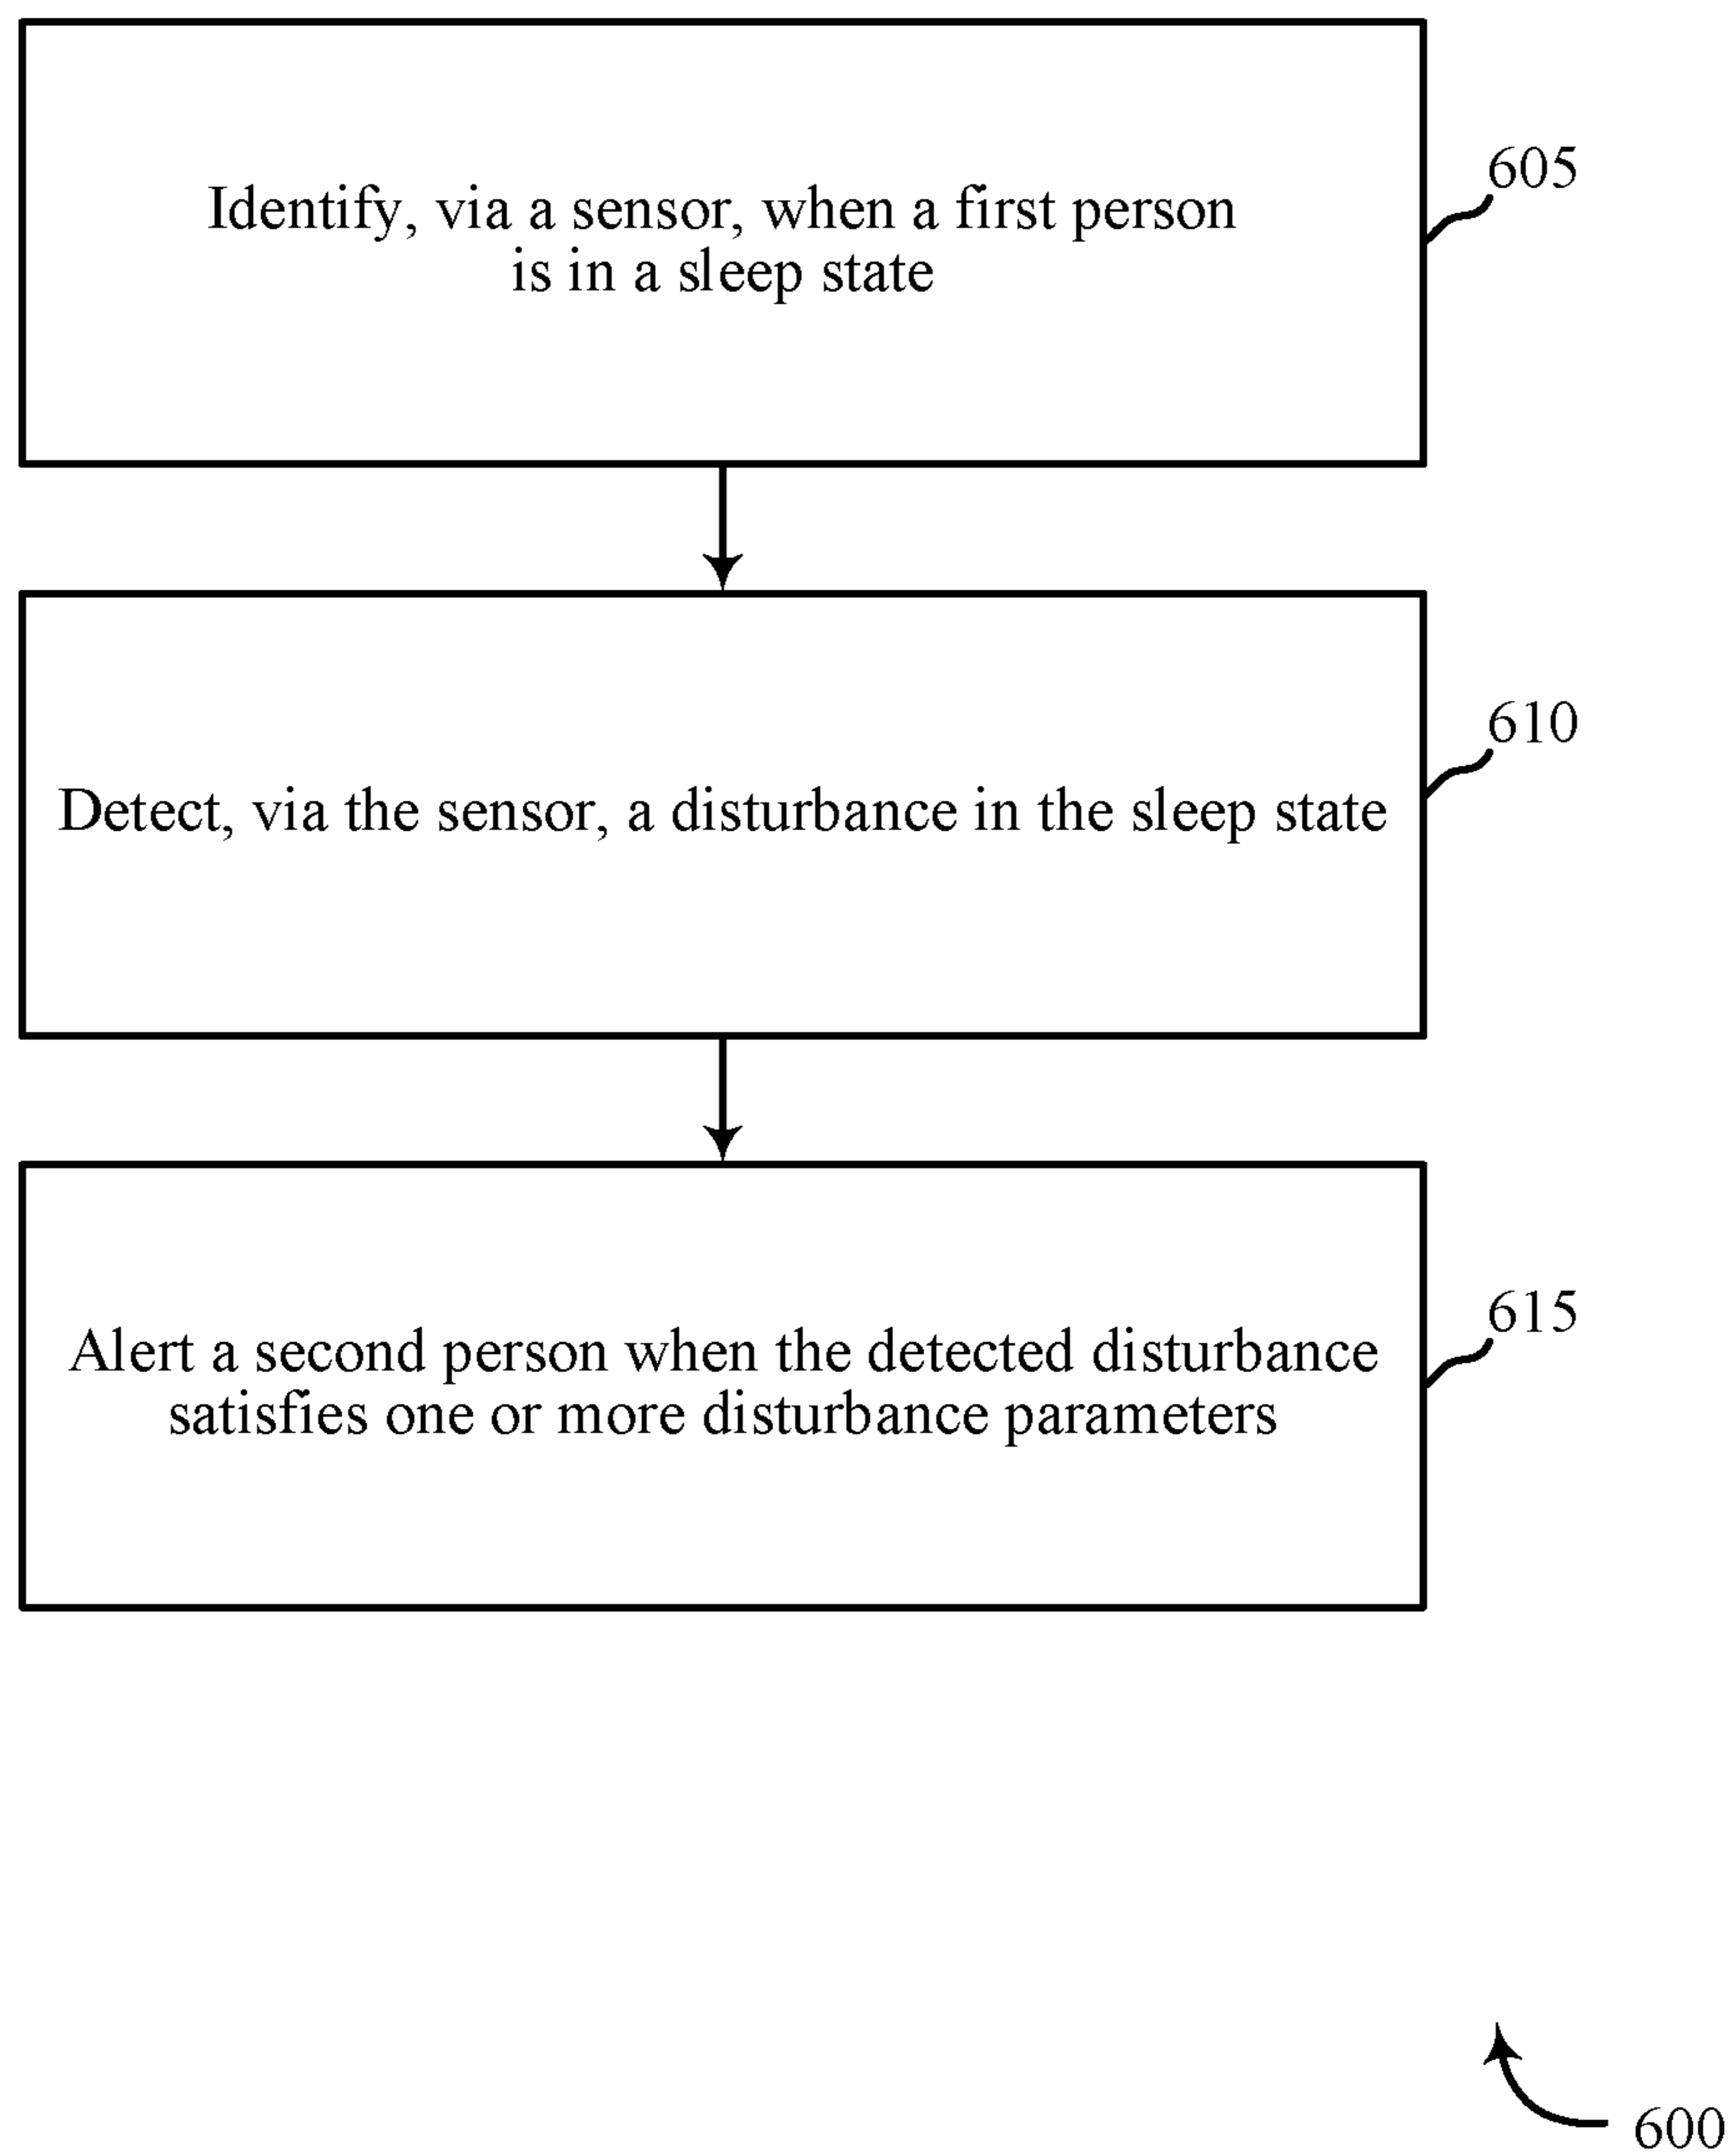 Identify, via a sensor, when a first person
is in a sleep state
605
Detect, via the sensor, a disturbance in the sleep state
610
Alert a second person when the detected disturbance
satisfies one or more disturbance parameters
615
600